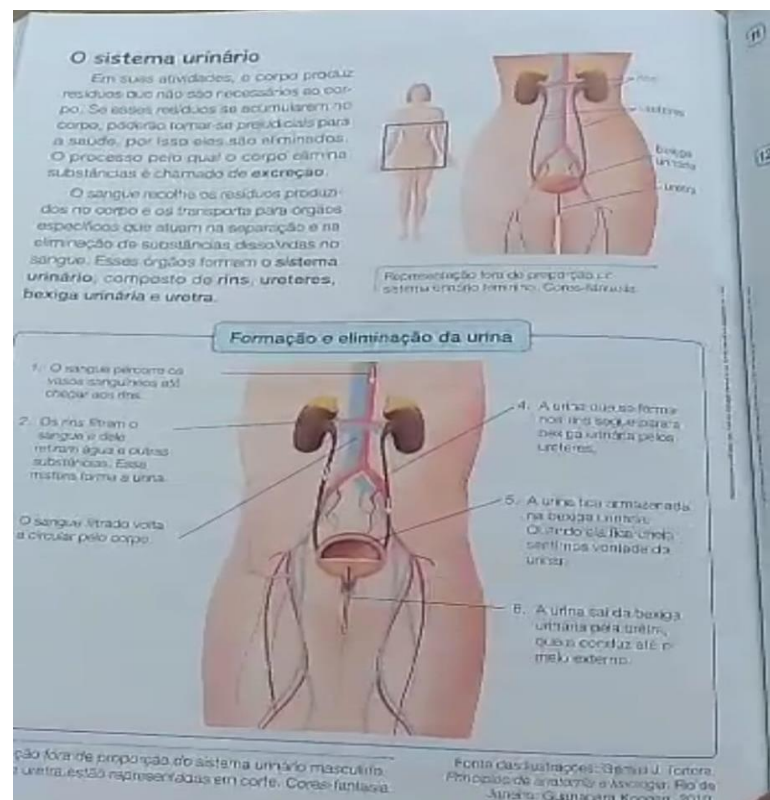 O sistema urinário
Em suas atividades, o corpo produz
resíduos que não são necessários ao cor-
po. Se esses resíduos se acumularem no
corpo, poderão tornar-se prejudiciais para
a saúde, por isso eles são eliminados.
O processo pelo qual o corpo elimina
substâncias é chamado de excreção.
O sangue recolhe os resíduos produzi-
dos no corpo e os transporta para órgãos
específicos que atuam na separação e na
eliminação de substâncias dissolvidas no
sangue. Esses órgãos formam o sistema
urinário, composto de rins, ureteres,
bexiga urinária e uretra.
rins
ureteres
bexiga
urinária
uretra
Representação fora de proporção do
sistema urinário feminino. Cores-fantasia.
11
12
Formação e eliminação da urina
1. O sangue percorre os
vasos sanguíneos até
chegar aos rins.
2. Os rins filtram o
sangue e dele
retiram água e outras
substâncias. Essa
mistura forma a urina.
O sangue filtrado volta
a circular pelo corpo.
4. A urina que se forma
nos rins segue para a
bexiga urinária pelos
ureteres.
5. A urina fica armazenada
na bexiga urinária.
Quando ela fica cheia,
sentimos vontade de
urinar.
6. A urina sai da bexiga
urinária pela uretra,
que a conduz até o
meio externo.
ção fora de proporção do sistema urinário masculino.
uretra estão representadas em corte. Cores-fantasia.
Fonte das ilustrações: Gerard J. Tortora.
Princípios de anatomia e fisiologia. Rio de
Janeiro: Guanabara Koogan, 2010.